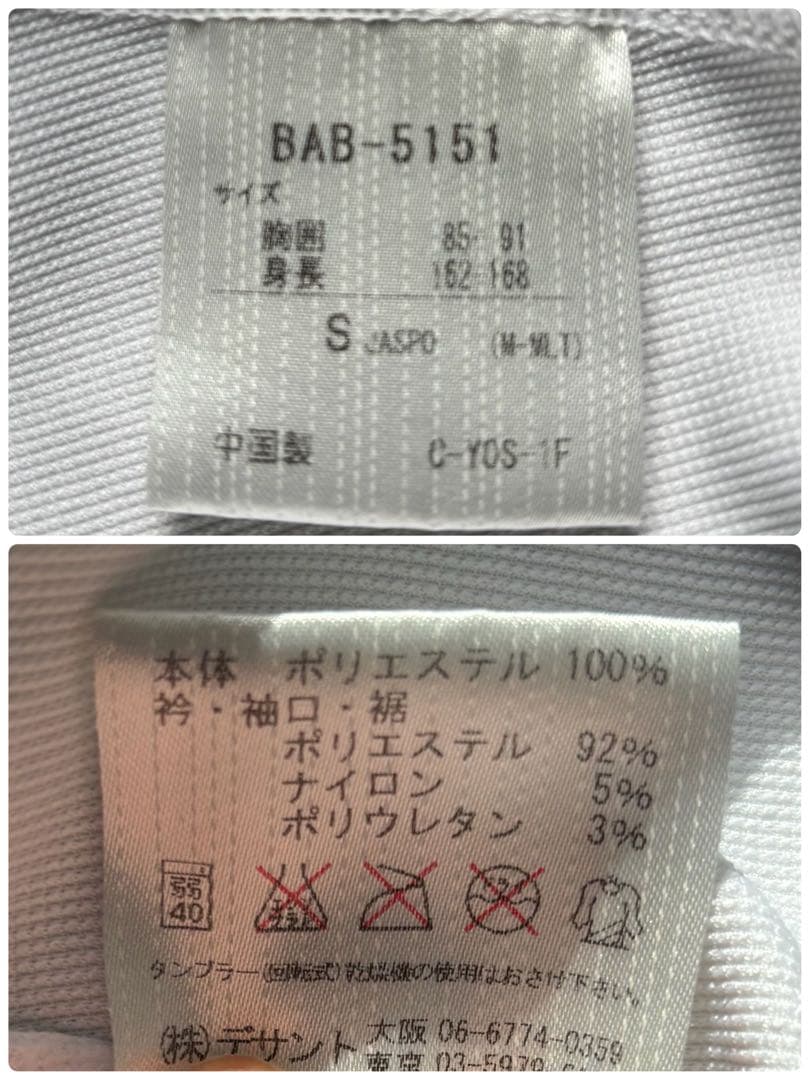 BAB-5151
サイズ
胸囲 85- 91
身長 162 168
S JASPO (M-MLT)
中国製 C-YOS-1F
本体 ポリエステル 100%
衿・袖口・裾
ポリエステル 92%
ナイロン 5%
ポリウレタン 3%
弱 40
タンブラー(回転式)乾燥機の使用はおさけ下さい。
(株)デサント 大阪 06-6774-0359
東京 03-5979